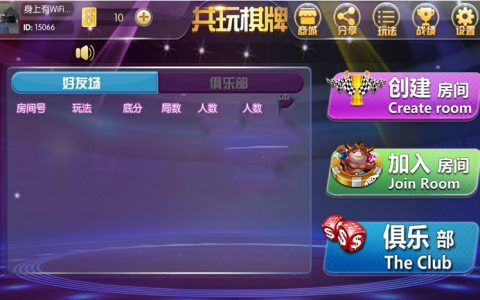 身上有WiFi...
ID: 15066
10
共玩棋牌
商城
分享
玩法
战绩
设置
好友场
俱乐部
房间号 玩法 底分 局数 人数 人数
创建 房间
Create room
加入 房间
Join Room
俱乐 部
The Club